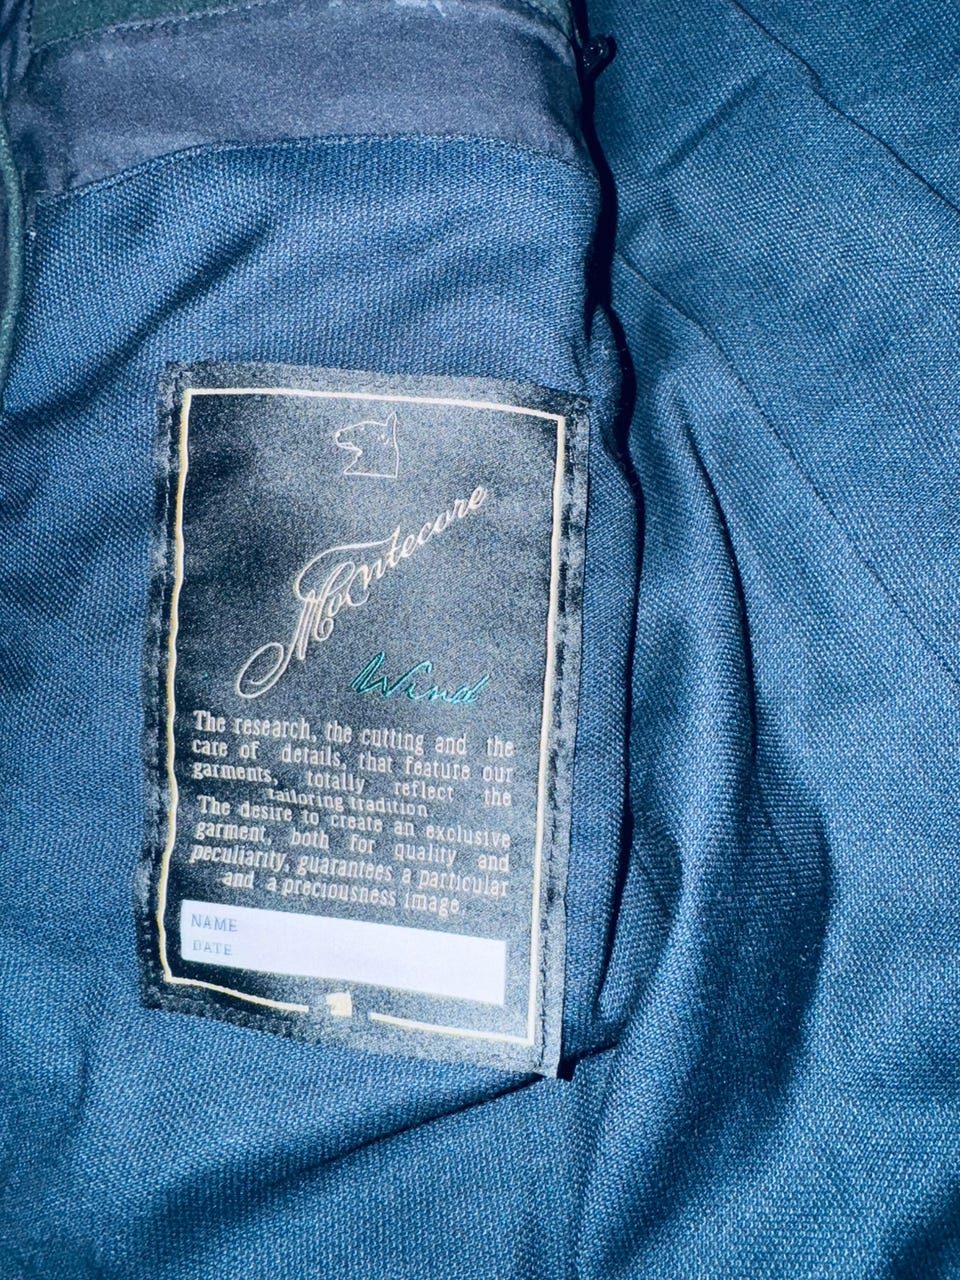 Montecore
Wind
The research, the cutting and the
care of details, that feature our
garments, totally reflect the
tailoring tradition.
The desire to create an exclusive
garment, both for quality and
peculiarity, guarantees a particular
and a preciousness image.
NAME
DATE